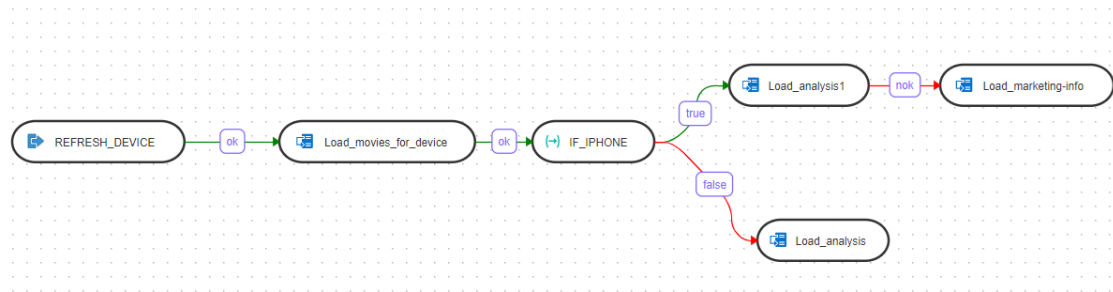 Load_analysis1
nok
Load_marketing-info
true
REFRESH_DEVICE
ok
Load_movies_for_device
ok
IF_IPHONE
false
Load_analysis